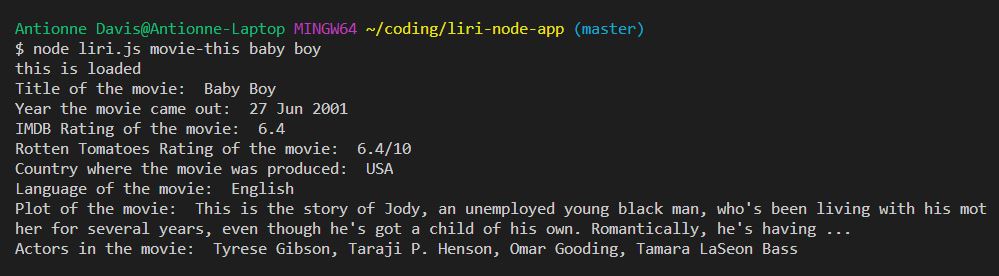 Antionne Davis@Antionne-Laptop MINGW64 ~/coding/liri-node-app (master)
$ node liri.js movie-this baby boy
this is loaded
Title of the movie:  Baby Boy
Year the movie came out:  27 Jun 2001
IMDB Rating of the movie:  6.4
Rotten Tomatoes Rating of the movie:  6.4/10
Country where the movie was produced:  USA
Language of the movie:  English
Plot of the movie:  This is the story of Jody, an unemployed young black man, who's been living with his mot
her for several years, even though he's got a child of his own. Romantically, he's having ...
Actors in the movie:  Tyrese Gibson, Taraji P. Henson, Omar Gooding, Tamara LaSeon Bass